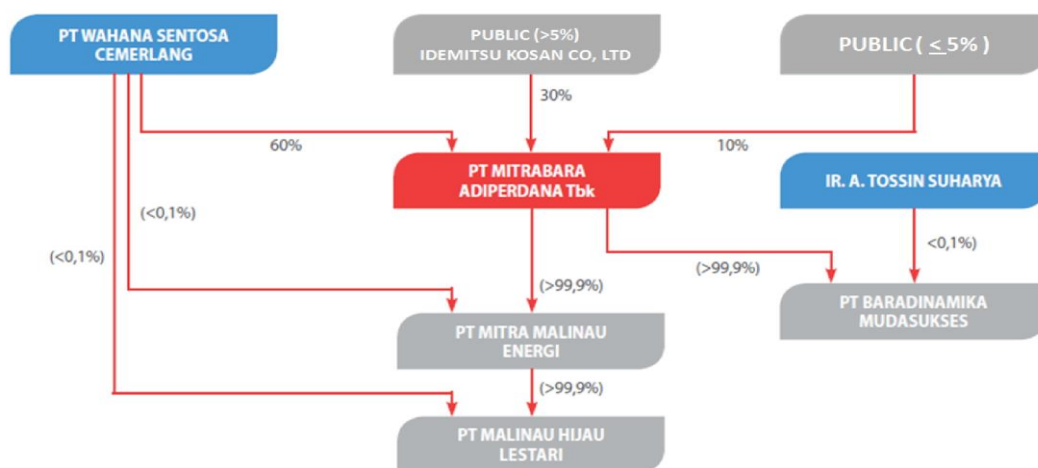 PT WAHANA SENTOSA
CEMERLANG
PUBLIC (>5%)
IDEMITSU KOSAN CO, LTD
PUBLIC ( ≤ 5% )
30%
60%
10%
PT MITRABARA
ADIPERDANA Tbk
IR. A. TOSSIN SUHARYA
(<0,1%)
(<0,1%)
<0,1%)
(>99,9%)
(>99,9%)
PT BARADINAMIKA
MUDASUKSES
PT MITRA MALINAU
ENERGI
(>99,9%)
PT MALINAU HIJAU
LESTARI